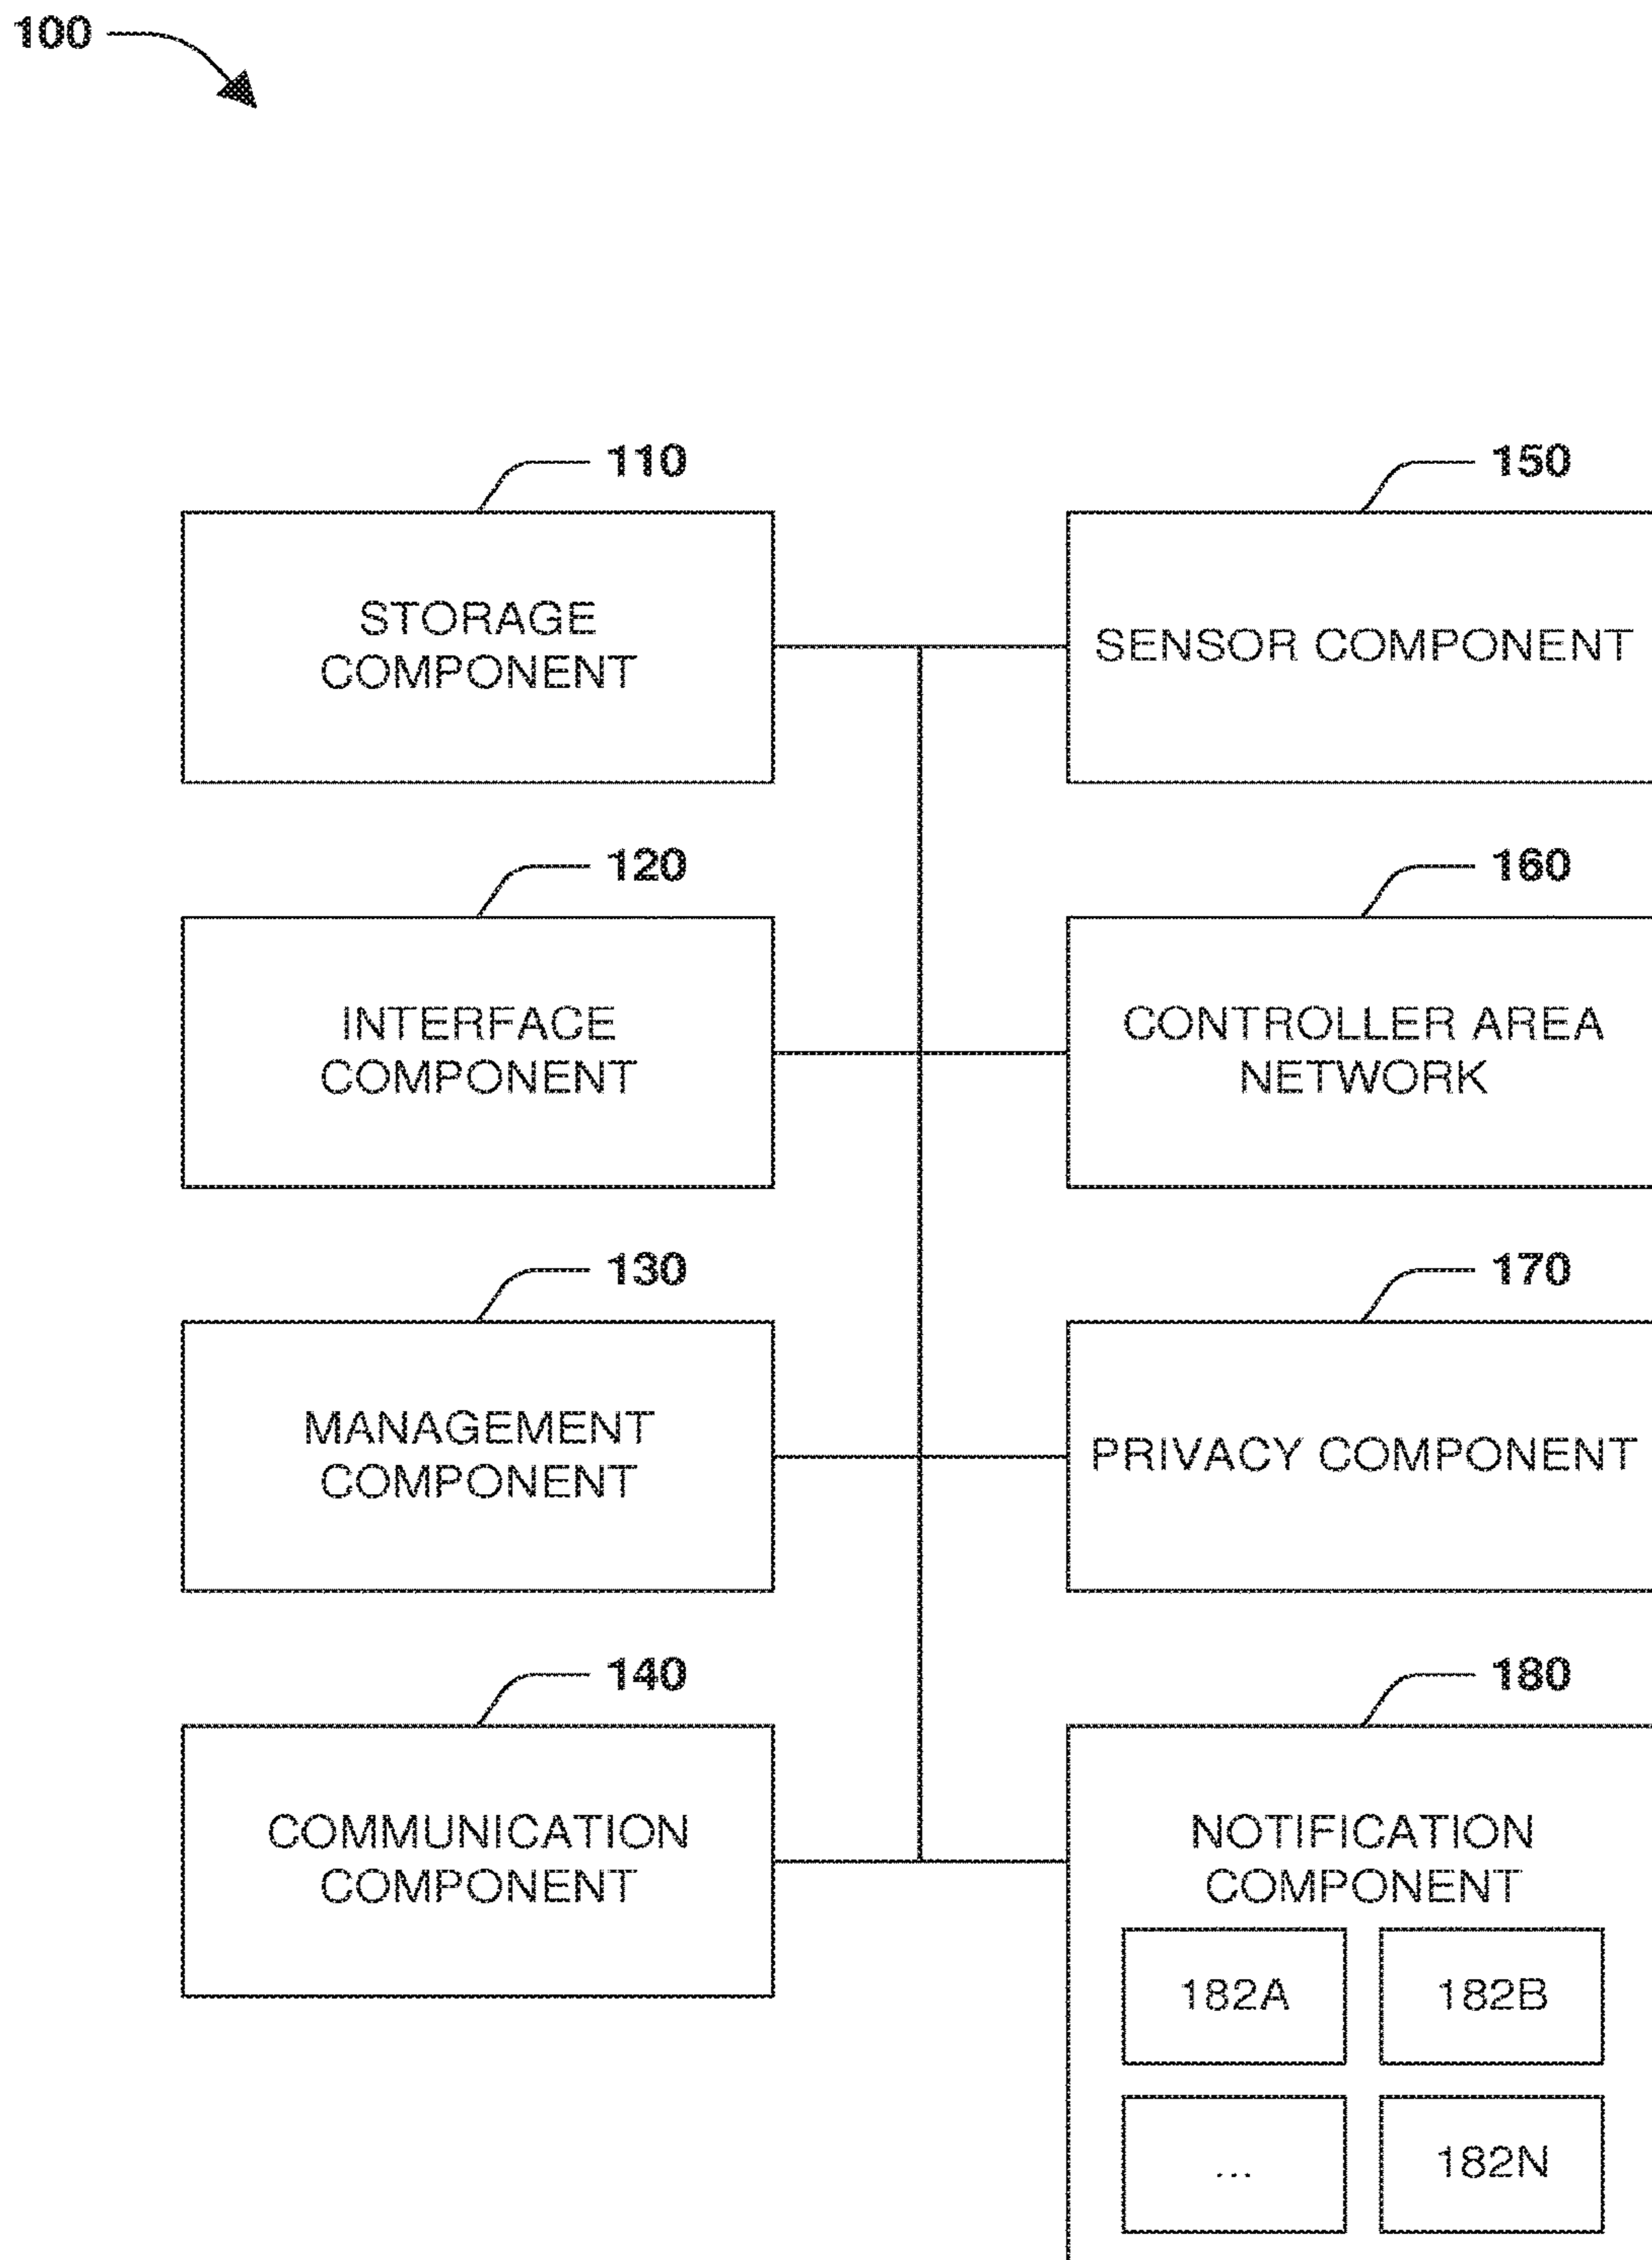 100
110
STORAGE
COMPONENT
120
INTERFACE
COMPONENT
130
MANAGEMENT
COMPONENT
140
COMMUNICATION
COMPONENT
150
SENSOR COMPONENT
160
CONTROLLER AREA
NETWORK
170
PRIVACY COMPONENT
180
NOTIFICATION
COMPONENT
182A
182B
...
182N